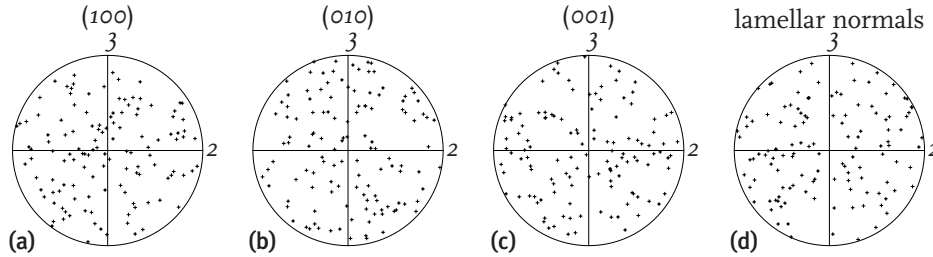 (100) (010) (001) lamellar normals
3 3 3 3
2 2 2 2
(a) (b) (c) (d)